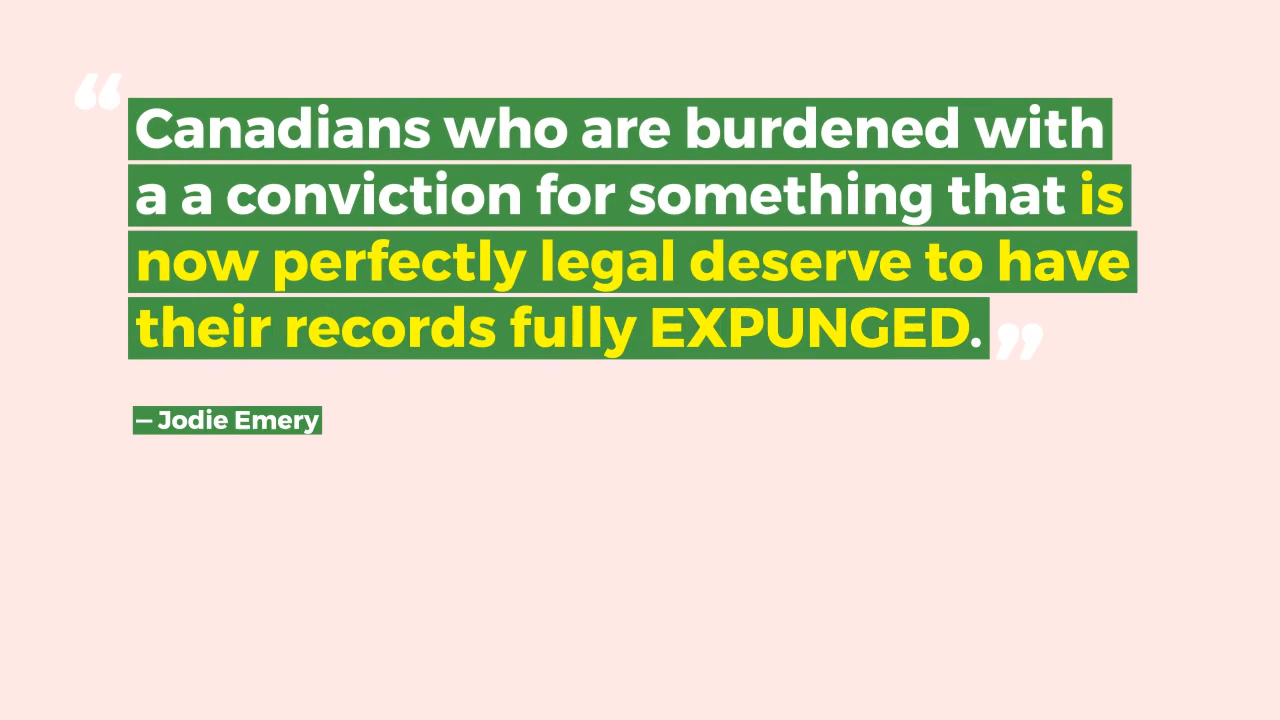 “Canadians who are burdened with
a a conviction for something that is
now perfectly legal deserve to have
their records fully EXPUNGED.”
– Jodie Emery